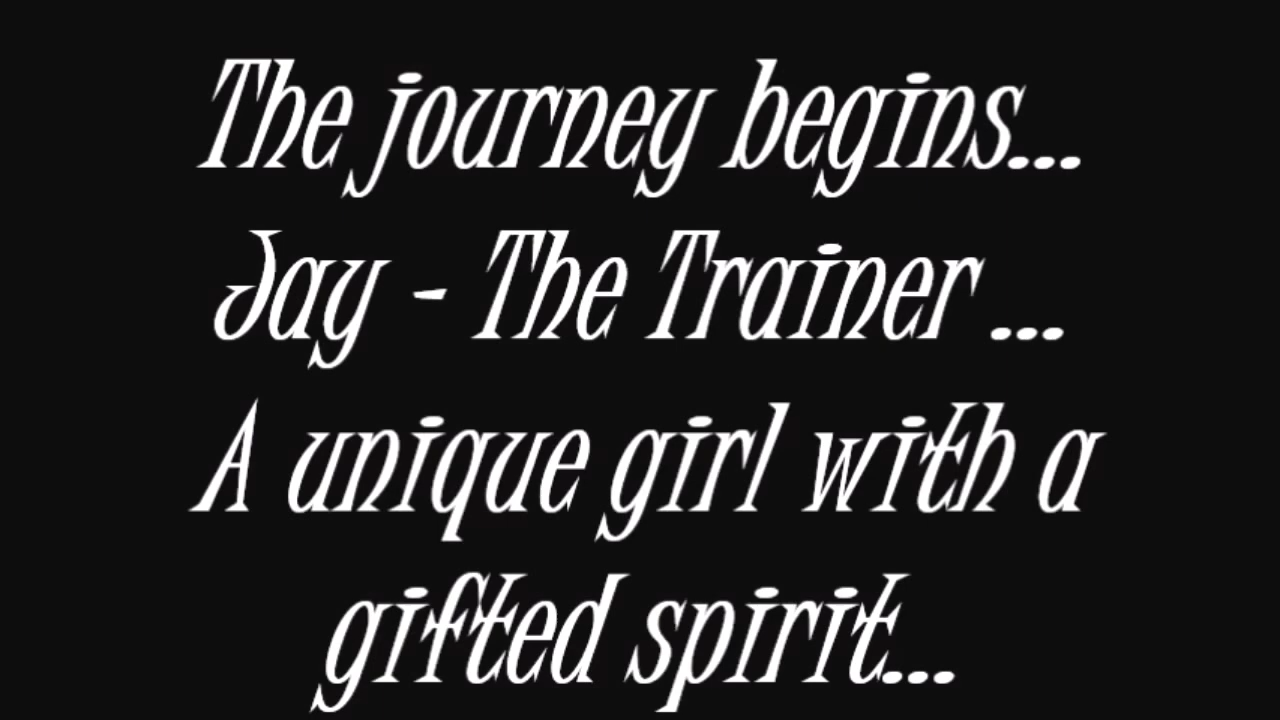 The journey begins...
Jay - The Trainer ...
A unique girl with a
gifted spirit...